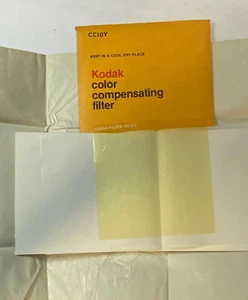 CC10Y
KEEP IN A COOL DRY PLACE
Kodak
color
compensating
filter